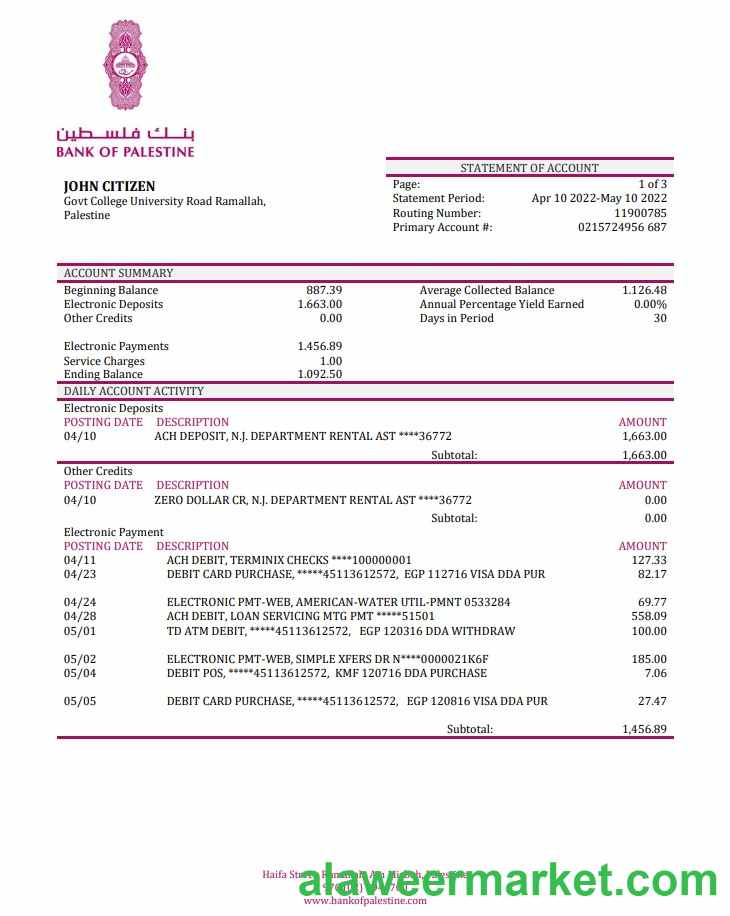 بنك فلسطين
BANK OF PALESTINE
JOHN CITIZEN
Govt College University Road Ramallah,
Palestine
STATEMENT OF ACCOUNT
Page: 1 of 3
Statement Period: Apr 10 2022-May 10 2022
Routing Number: 11900785
Primary Account #: 0215724956 687
ACCOUNT SUMMARY
Beginning Balance 887.39 Average Collected Balance 1.126.48
Electronic Deposits 1.663.00 Annual Percentage Yield Earned 0.00%
Other Credits 0.00 Days in Period 30
Electronic Payments 1.456.89
Service Charges 1.00
Ending Balance 1.092.50
DAILY ACCOUNT ACTIVITY
Electronic Deposits
POSTING DATE DESCRIPTION AMOUNT
04/10 ACH DEPOSIT, N.J. DEPARTMENT RENTAL AST ****36772 1,663.00
Subtotal: 1,663.00
Other Credits
POSTING DATE DESCRIPTION AMOUNT
04/10 ZERO DOLLAR CR, N.J. DEPARTMENT RENTAL AST ****36772 0.00
Subtotal: 0.00
Electronic Payment
POSTING DATE DESCRIPTION AMOUNT
04/11 ACH DEBIT, TERMINIX CHECKS ****100000001 127.33
04/23 DEBIT CARD PURCHASE, *****45113612572, EGP 112716 VISA DDA PUR 82.17
04/24 ELECTRONIC PMT-WEB, AMERICAN-WATER UTIL-PMNT 0533284 69.77
04/28 ACH DEBIT, LOAN SERVICING MTG PMT *****51501 558.09
05/01 TD ATM DEBIT, *****45113612572, EGP 120316 DDA WITHDRAW 100.00
05/02 ELECTRONIC PMT-WEB, SIMPLE XFERS DR N****0000021K6F 185.00
05/04 DEBIT POS, *****45113612572, KMF 120716 DDA PURCHASE 7.06
05/05 DEBIT CARD PURCHASE, *****45113612572, EGP 120816 VISA DDA PUR 27.47
Subtotal: 1,456.89
Haifa
alaweermarket.com
www.bankofpalestine.com